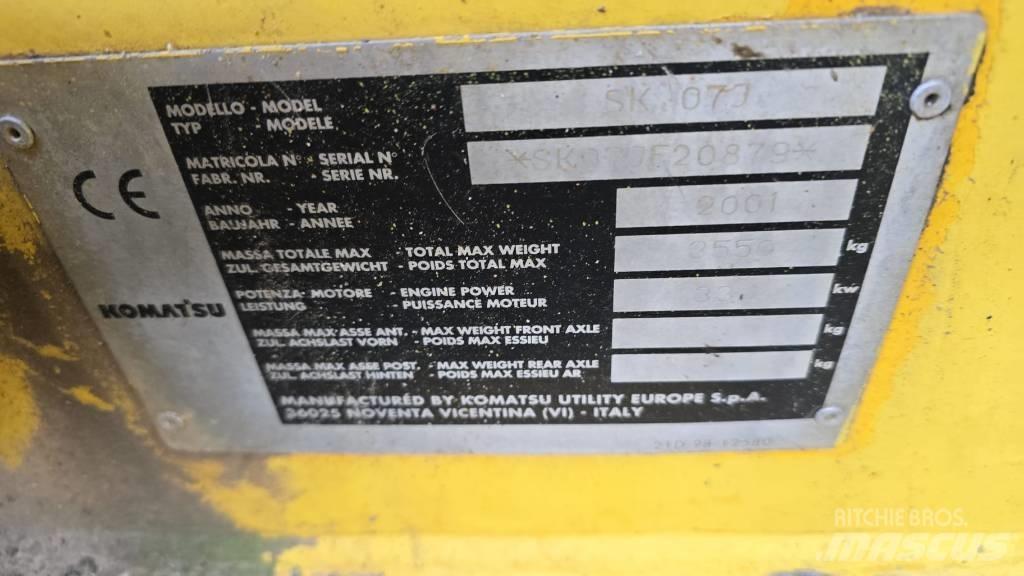 MODELLO - MODEL SK 07J
TYP - MODELE
MATRICOLA N° - SERIAL N° *SK07JF20879*
FABR. NR. - SERIE NR.
ANNO - YEAR 2001
BAUJAHR - ANNEE
MASSA TOTALE MAX - TOTAL MAX WEIGHT kg
ZUL. GESAMTGEWICHT - POIDS TOTAL MAX
POTENZA MOTORE - ENGINE POWER kw
LEISTUNG - PUISSANCE MOTEUR
MASSA MAX ASSE ANT. - MAX WEIGHT FRONT AXLE kg
ZUL. ACHSLAST VORN - POIDS MAX ESSIEU
MASSA MAX ASSE POST. - MAX WEIGHT REAR AXLE kg
ZUL. ACHSLAST HINTEN - POIDS MAX ESSIEU AR
MANUFACTURED BY KOMATSU UTILITY EUROPE S.p.A.
36025 NOVENTA VICENTINA (VI) - ITALY
CE
KOMATSU
RITCHIE BROS.
MASCUS